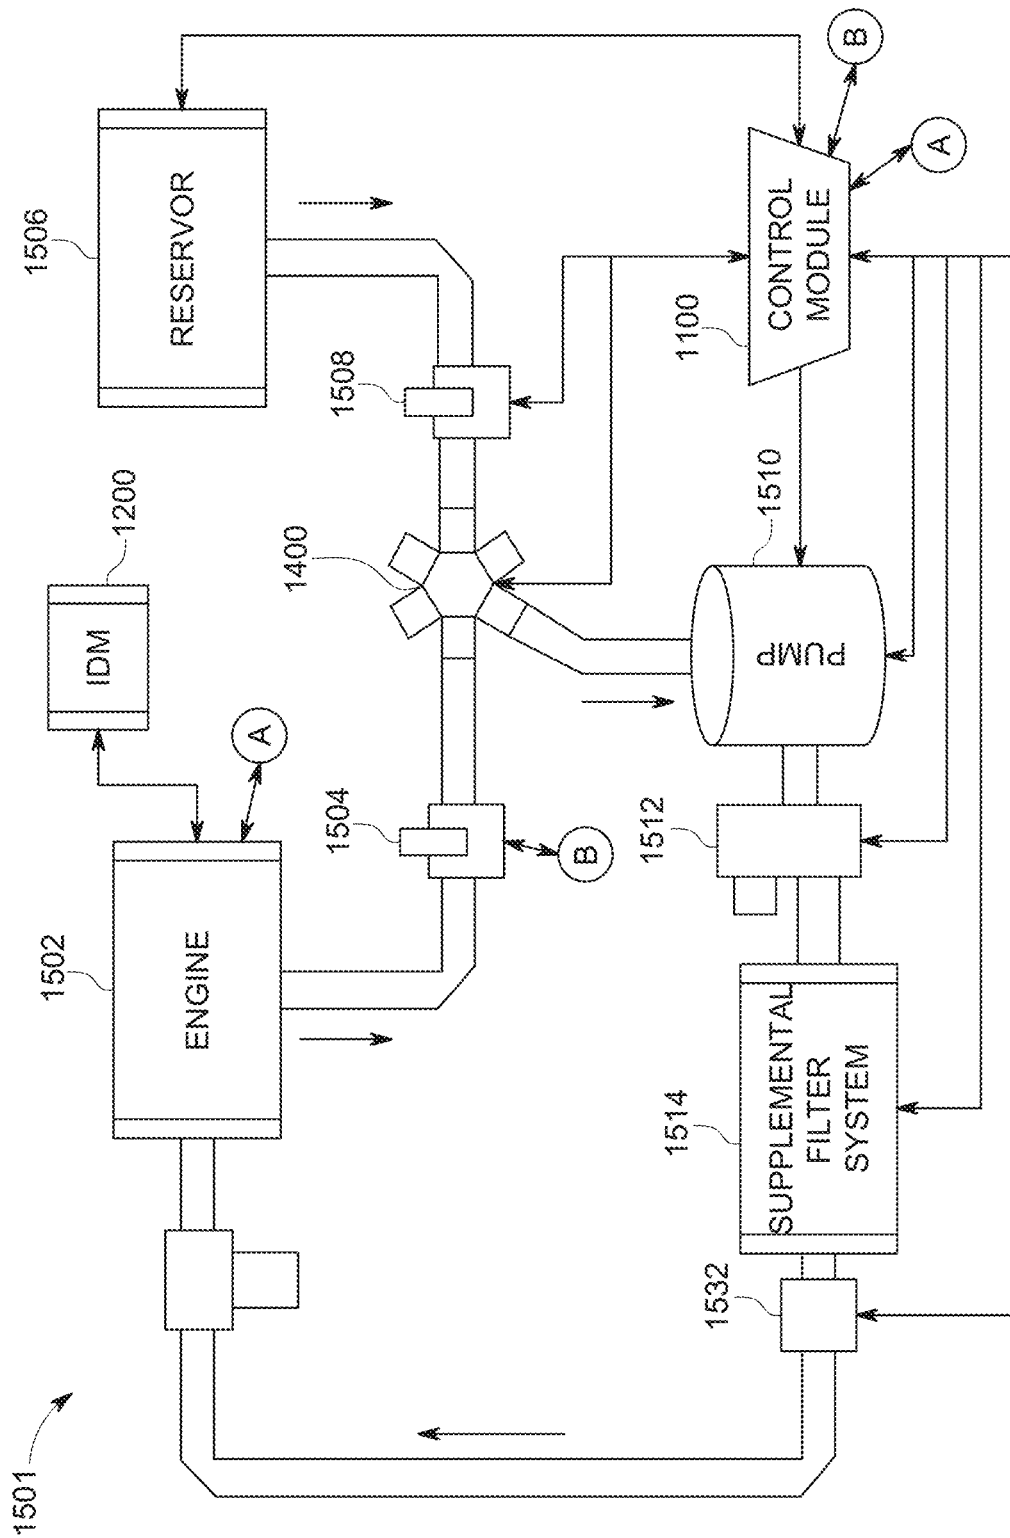 1501
1502
1200
1506
IDM
ENGINE
RESERVOR
A
1504
1400
1508
B
1532
1514
1512
1510
1100
SUPPLEMENTAL
FILTER
SYSTEM
PUMP
CONTROL
MODULE
B
A